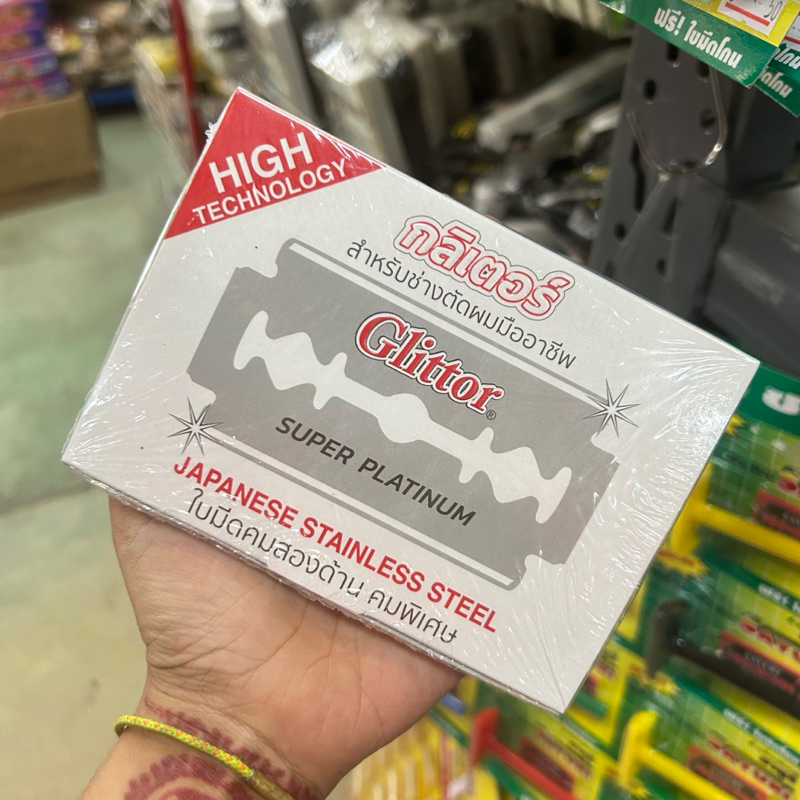 HIGH
TECHNOLOGY
กลิตเตอร์
สำหรับช่างตัดผมมืออาชีพ
Glittor®
SUPER PLATINUM
JAPANESE STAINLESS STEEL
ใบมีดคมสองด้าน คมพิเศษ
ฟรี! ใบมีดโกน